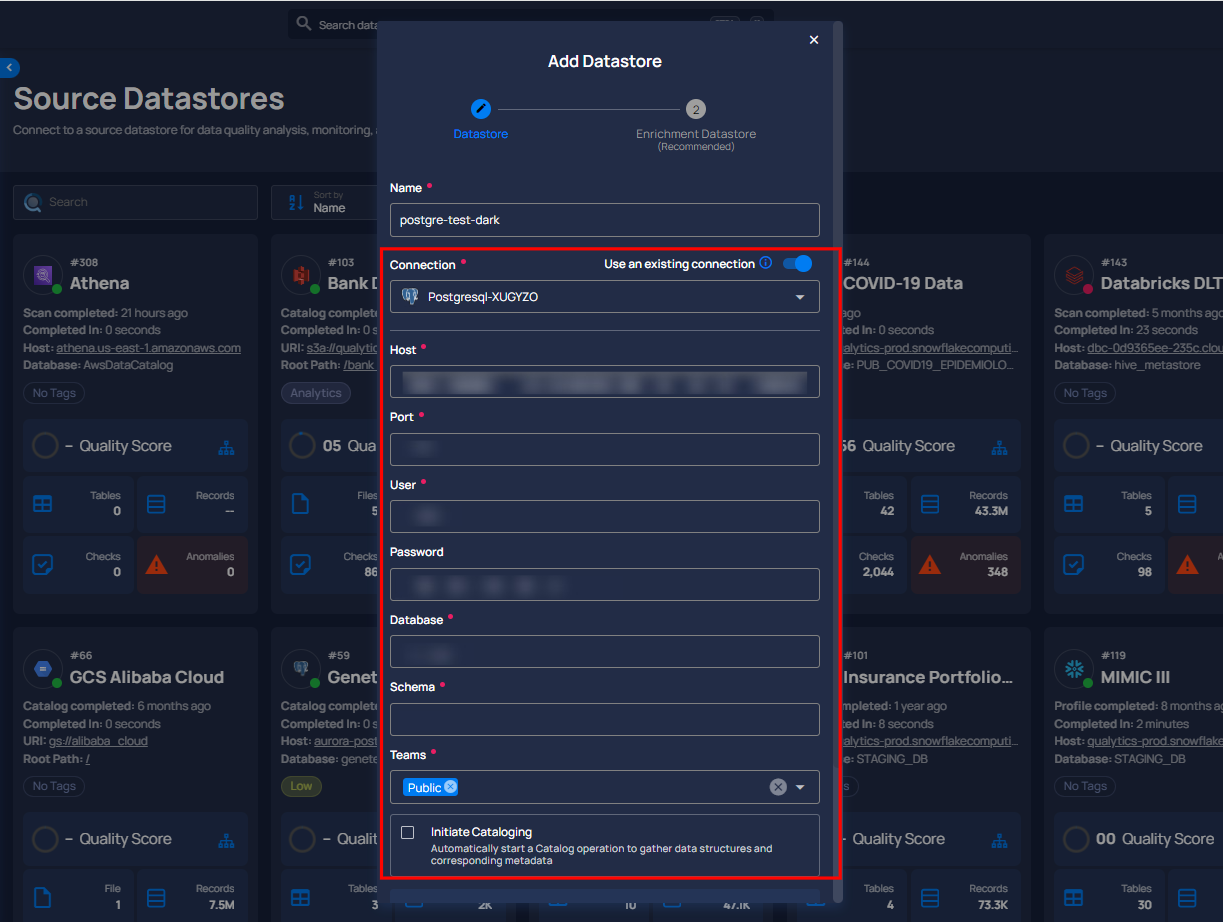 Search data
×
Add Datastore
Source Datastores
Connect to a source datastore for data quality analysis, monitoring,
2
Datastore
Enrichment Datastore
(Recommended)
Name *
postgre-test-dark
Search
Sort by
Name
Connection *
Use an existing connection
Postgresql-XUGYZO
Host *
Port *
User *
Password
Database *
Schema *
Teams *
Public
Initiate Cataloging
Automatically start a Catalog operation to gather data structures and
corresponding metadata
#308
Athena
Scan completed: 21 hours ago
Completed In: 0 seconds
Host: athena.us-east-1.amazonaws.com
Database: AwsDataCatalog
No Tags
– Quality Score
Tables
0
Records
--
Checks
0
Anomalies
0
#103
Bank D
Catalog complet
Completed In: 0 s
URI: s3a://qualytic
Root Path: /bank_
Analytics
05 Qua
Files
5
Checks
86
#144
COVID-19 Data
ago
ed In: 0 seconds
alytics-prod.snowflakecomputi...
e: PUB_COVID19_EPIDEMIOLO...
56 Quality Score
Tables
42
Records
43.3M
Checks
2,044
Anomalies
348
#143
Databricks DLT
Scan completed: 5 months ago
Completed In: 23 seconds
Host: dbc-0d9365ee-235c.clou
Database: hive_metastore
No Tags
– Quality Score
Tables
5
Checks
98
A
#66
GCS Alibaba Cloud
Catalog completed: 6 months ago
Completed In: 0 seconds
URI: gs://alibaba_cloud
Root Path: /
No Tags
– Quality Score
File
1
Records
7.5M
#59
Genet
Catalog complete
Completed In: 0 s
Host: aurora-post
Database: genete
Low
– Qualit
Tables
3
2K
10
47.1K
#101
Insurance Portfolio...
mpleted: 1 year ago
ed In: 8 seconds
alytics-prod.snowflakecomputi...
e: STAGING_DB
s
Quality Score
Tables
4
Records
73.3K
#119
MIMIC III
Profile completed: 8 months ag
Completed In: 2 minutes
Host: qualytics-prod.snowflake
Database: STAGING_DB
No Tags
00 Quality Score
Tables
30